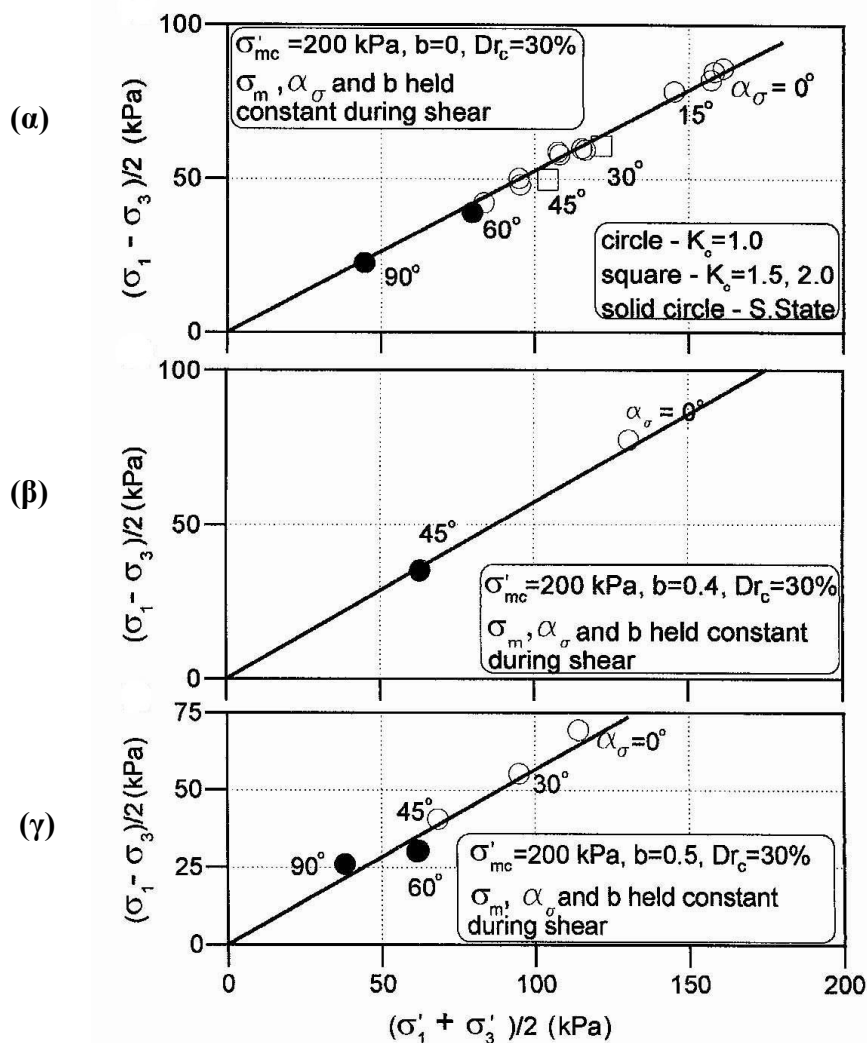 (α)
(σ₁ - σ₃)/2 (kPa)
100
50
0
σ'mc =200 kPa, b=0, Drc=30%
σm, ασ and b held
constant during shear
ασ = 0°
15°
30°
45°
60°
90°
circle - Kc=1.0
square - Kc=1.5, 2.0
solid circle - S.State
(β)
(σ₁ - σ₃)/2 (kPa)
100
50
0
ασ = 0°
45°
σ'mc=200 kPa, b=0.4, Drc=30%
σm, ασ and b held constant
during shear
(γ)
(σ₁ - σ₃)/2 (kPa)
75
50
25
0
ασ=0°
30°
45°
90°
60°
σ'mc=200 kPa, b=0.5, Drc=30%
σm, ασ and b held constant
during shear
0 50 100 150 200
(σ'₁ + σ'₃)/2 (kPa)